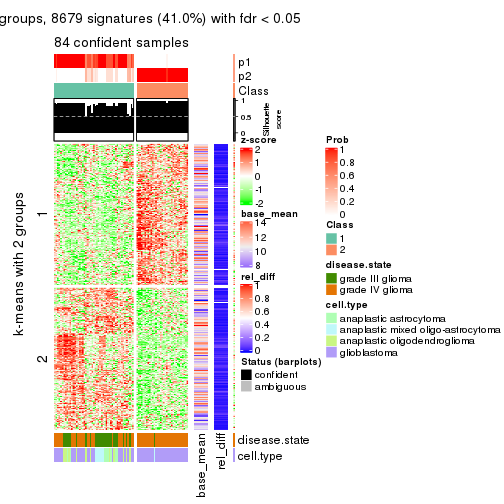 groups, 8679 signatures (41.0%) with fdr < 0.05
84 confident samples
p1
p2
Class
1
0.5
0
Silhouette
score
k-means with 2 groups
1
2
z-score
2
1
0
-1
-2
base_mean
14
12
10
8
rel_diff
1
0.8
0.6
0.4
0.2
0
Status (barplots)
confident
ambiguous
Prob
1
0.8
0.6
0.4
0.2
0
Class
1
2
disease.state
grade III glioma
grade IV glioma
cell.type
anaplastic astrocytoma
anaplastic mixed oligo-astrocytoma
anaplastic oligodendroglioma
glioblastoma
disease.state
cell.type
base_mean
rel_diff